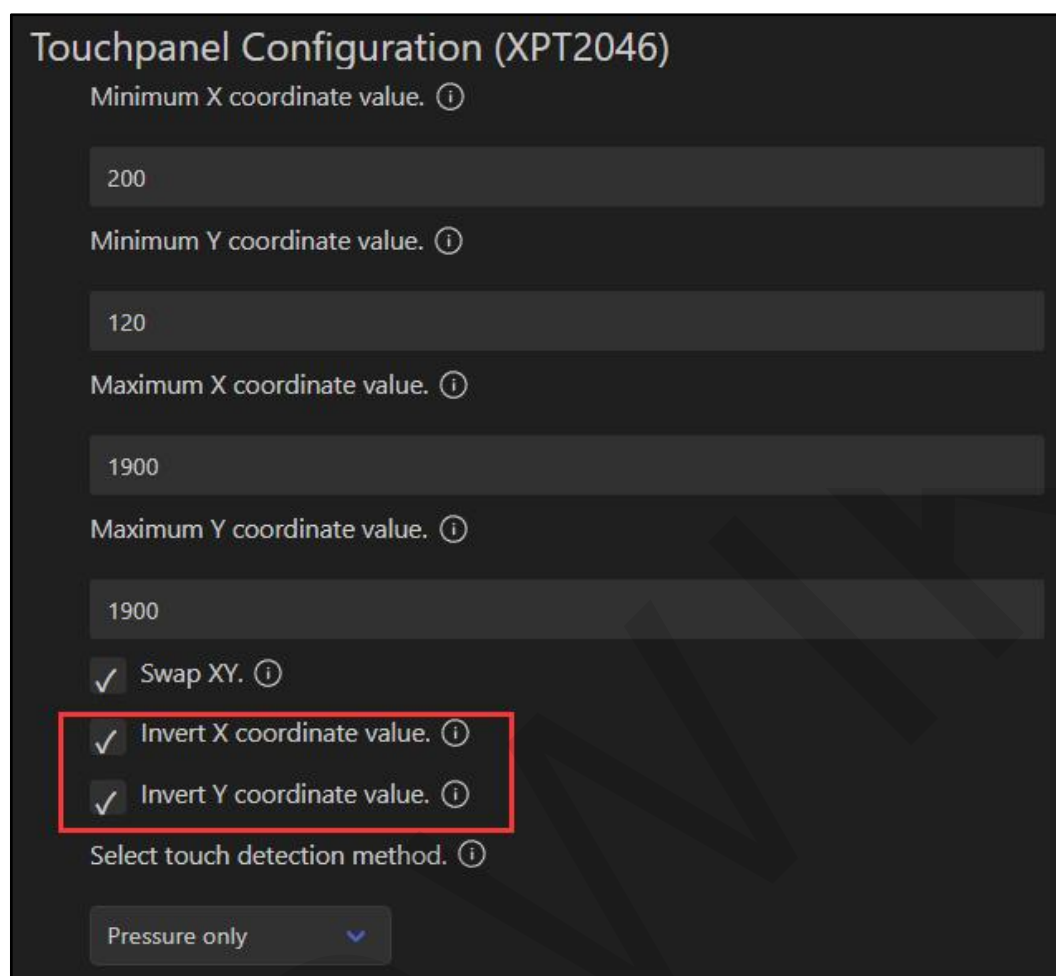 Touchpanel Configuration (XPT2046)
Minimum X coordinate value.
200
Minimum Y coordinate value.
120
Maximum X coordinate value.
1900
Maximum Y coordinate value.
1900
Swap XY.
Invert X coordinate value.
Invert Y coordinate value.
Select touch detection method.
Pressure only